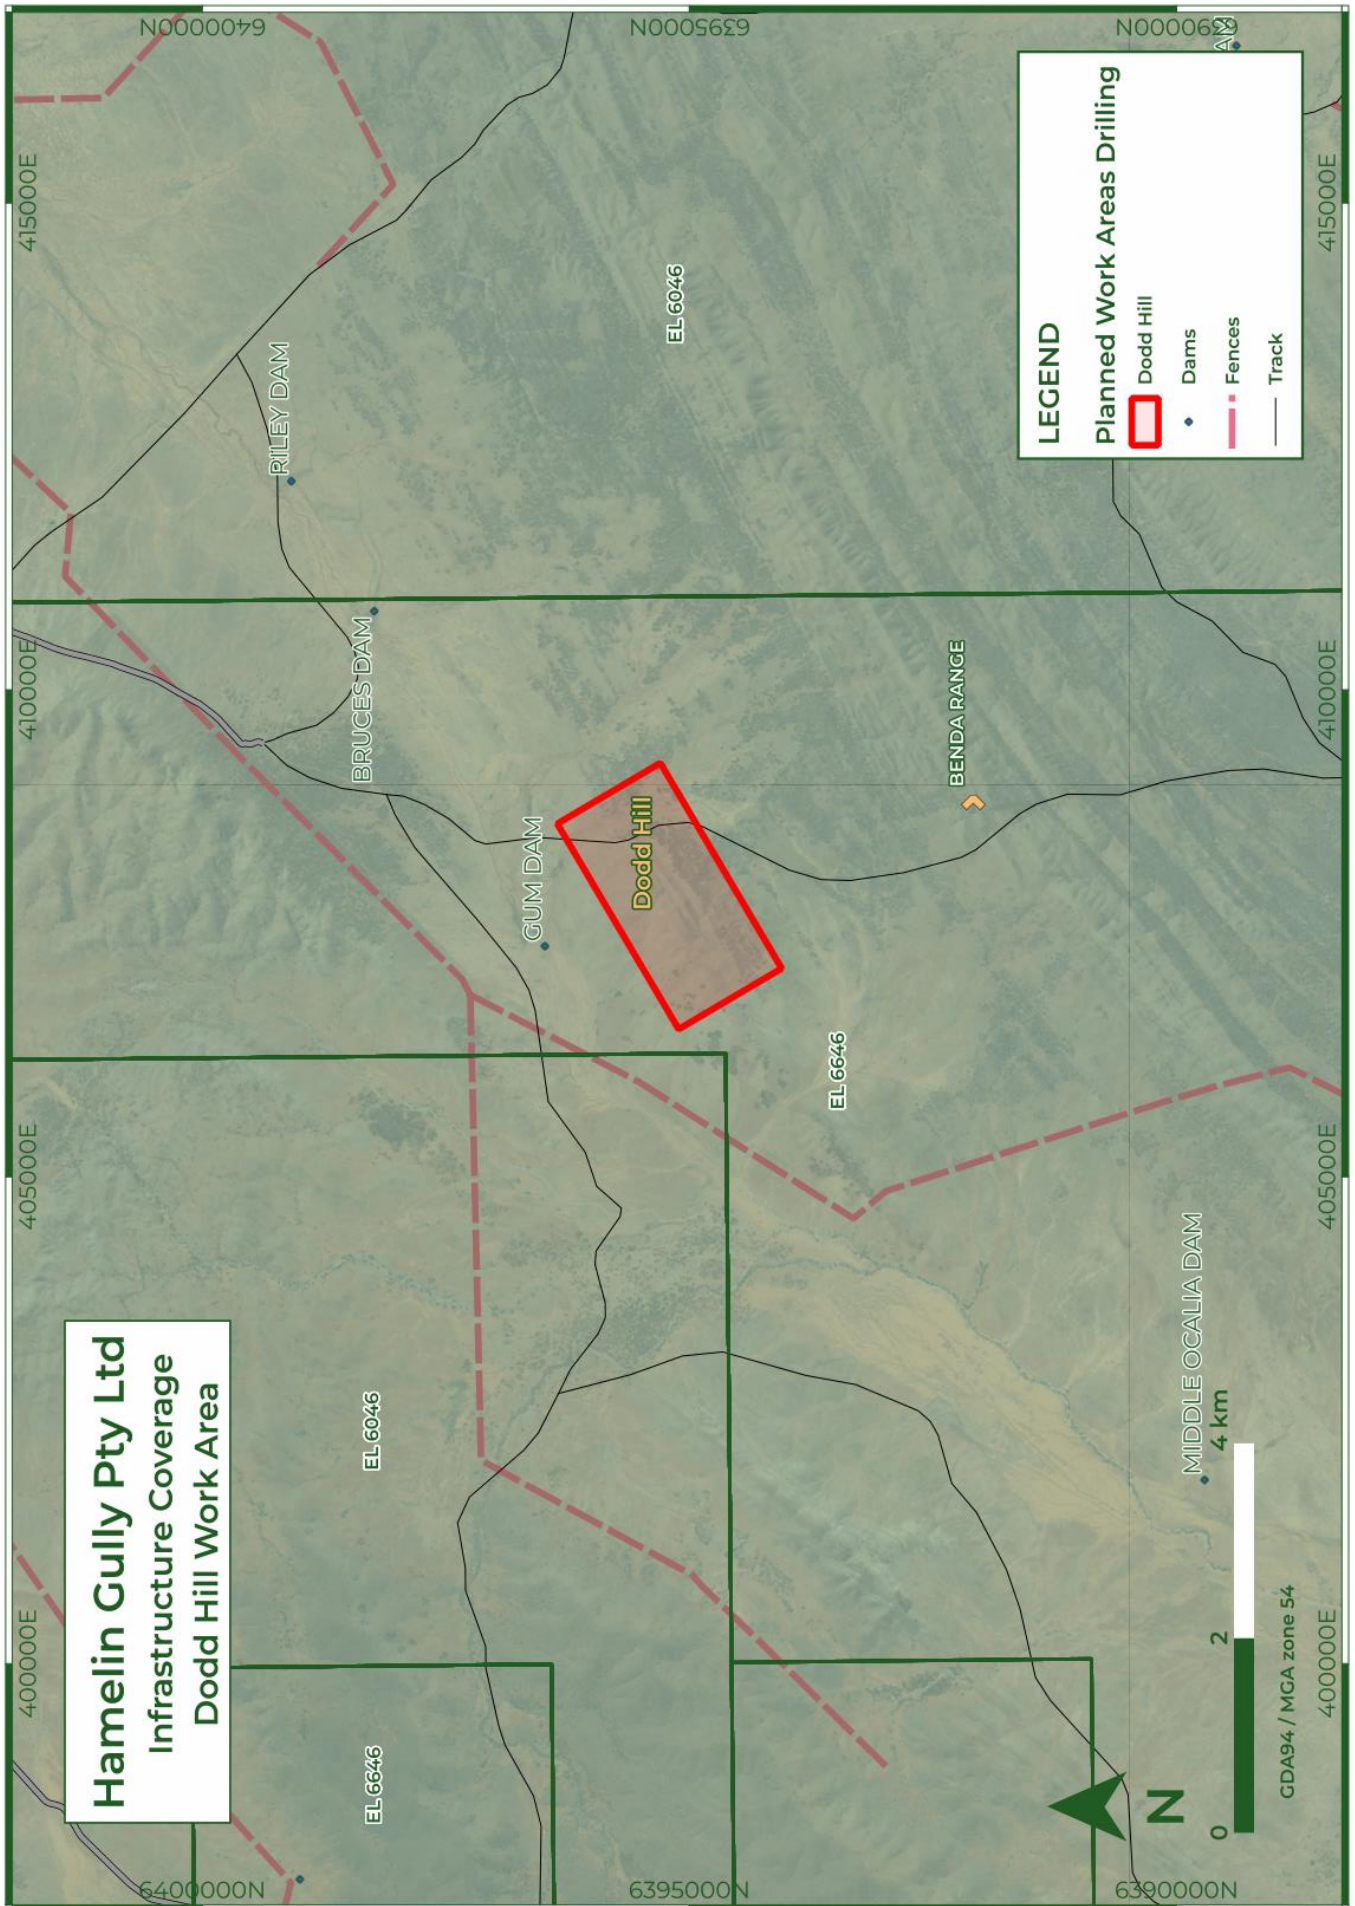 Hamelin Gully Pty Ltd
Infrastructure Coverage
Dodd Hill Work Area
400000E
405000E
410000E
415000E
6400000N
6400000N
6395000N
6395000N
6390000N
6390000N
EL 6646
EL 6046
RILEY DAM
BRUCES DAM
GUM DAM
Dodd Hill
EL 6046
EL 6646
BENDA RANGE
MIDDLE OCALIA DAM
AM
LEGEND
Planned Work Areas Drilling
Dodd Hill
Dams
Fences
Track
N
0 2 4 km
GDA94 / MGA zone 54
400000E
405000E
410000E
415000E